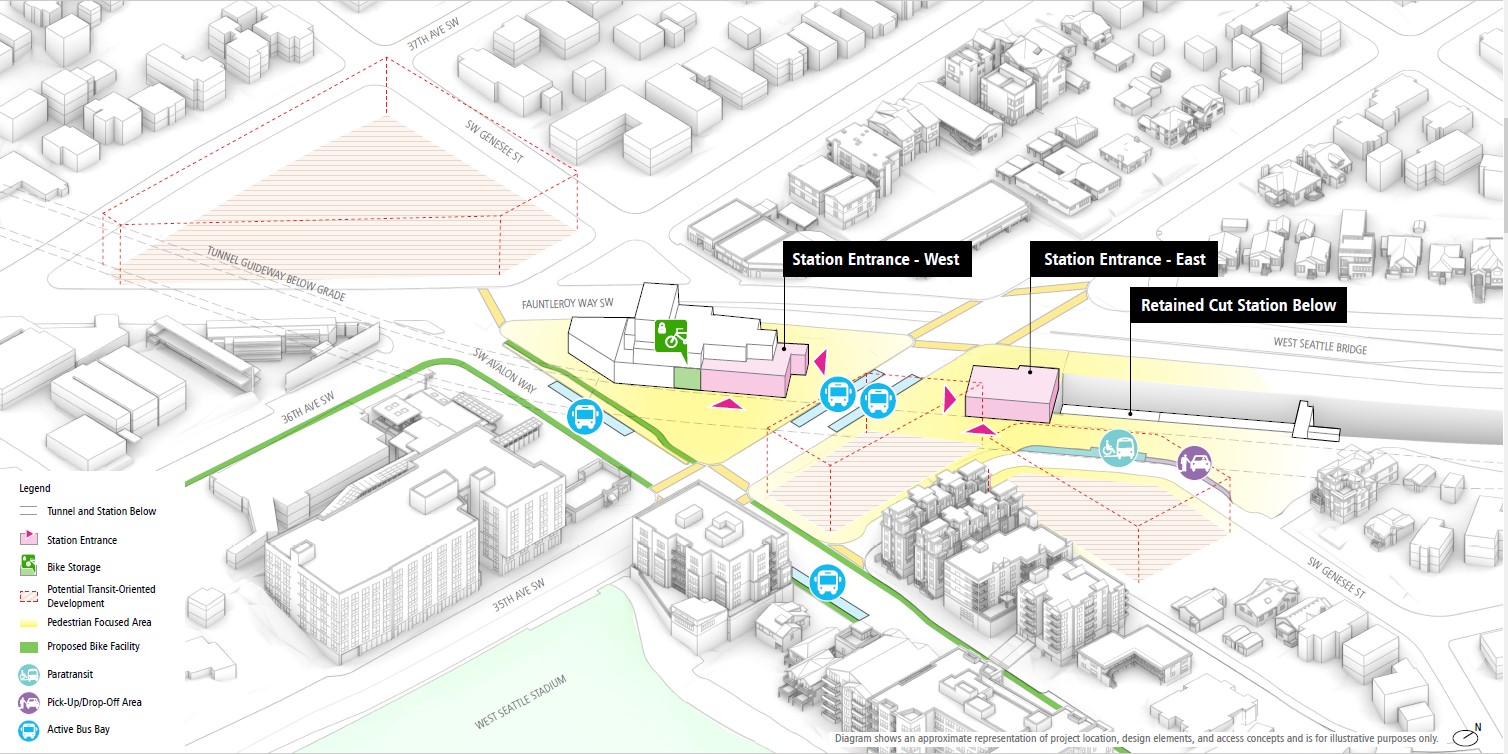 37TH AVE SW
SW GENESEE ST
TUNNEL GUIDEWAY BELOW GRADE
Station Entrance - West
Station Entrance - East
Retained Cut Station Below
FAUNTLEROY WAY SW
WEST SEATTLE BRIDGE
SW AVALON WAY
36TH AVE SW
35TH AVE SW
SW GENESEE ST
WEST SEATTLE STADIUM
Legend
Tunnel and Station Below
Station Entrance
Bike Storage
Potential Transit-Oriented
Development
Pedestrian Focused Area
Proposed Bike Facility
Paratransit
Pick-Up/Drop-Off Area
Active Bus Bay
Diagram shows an approximate representation of project location, design elements, and access concepts and is for illustrative purposes only.
N